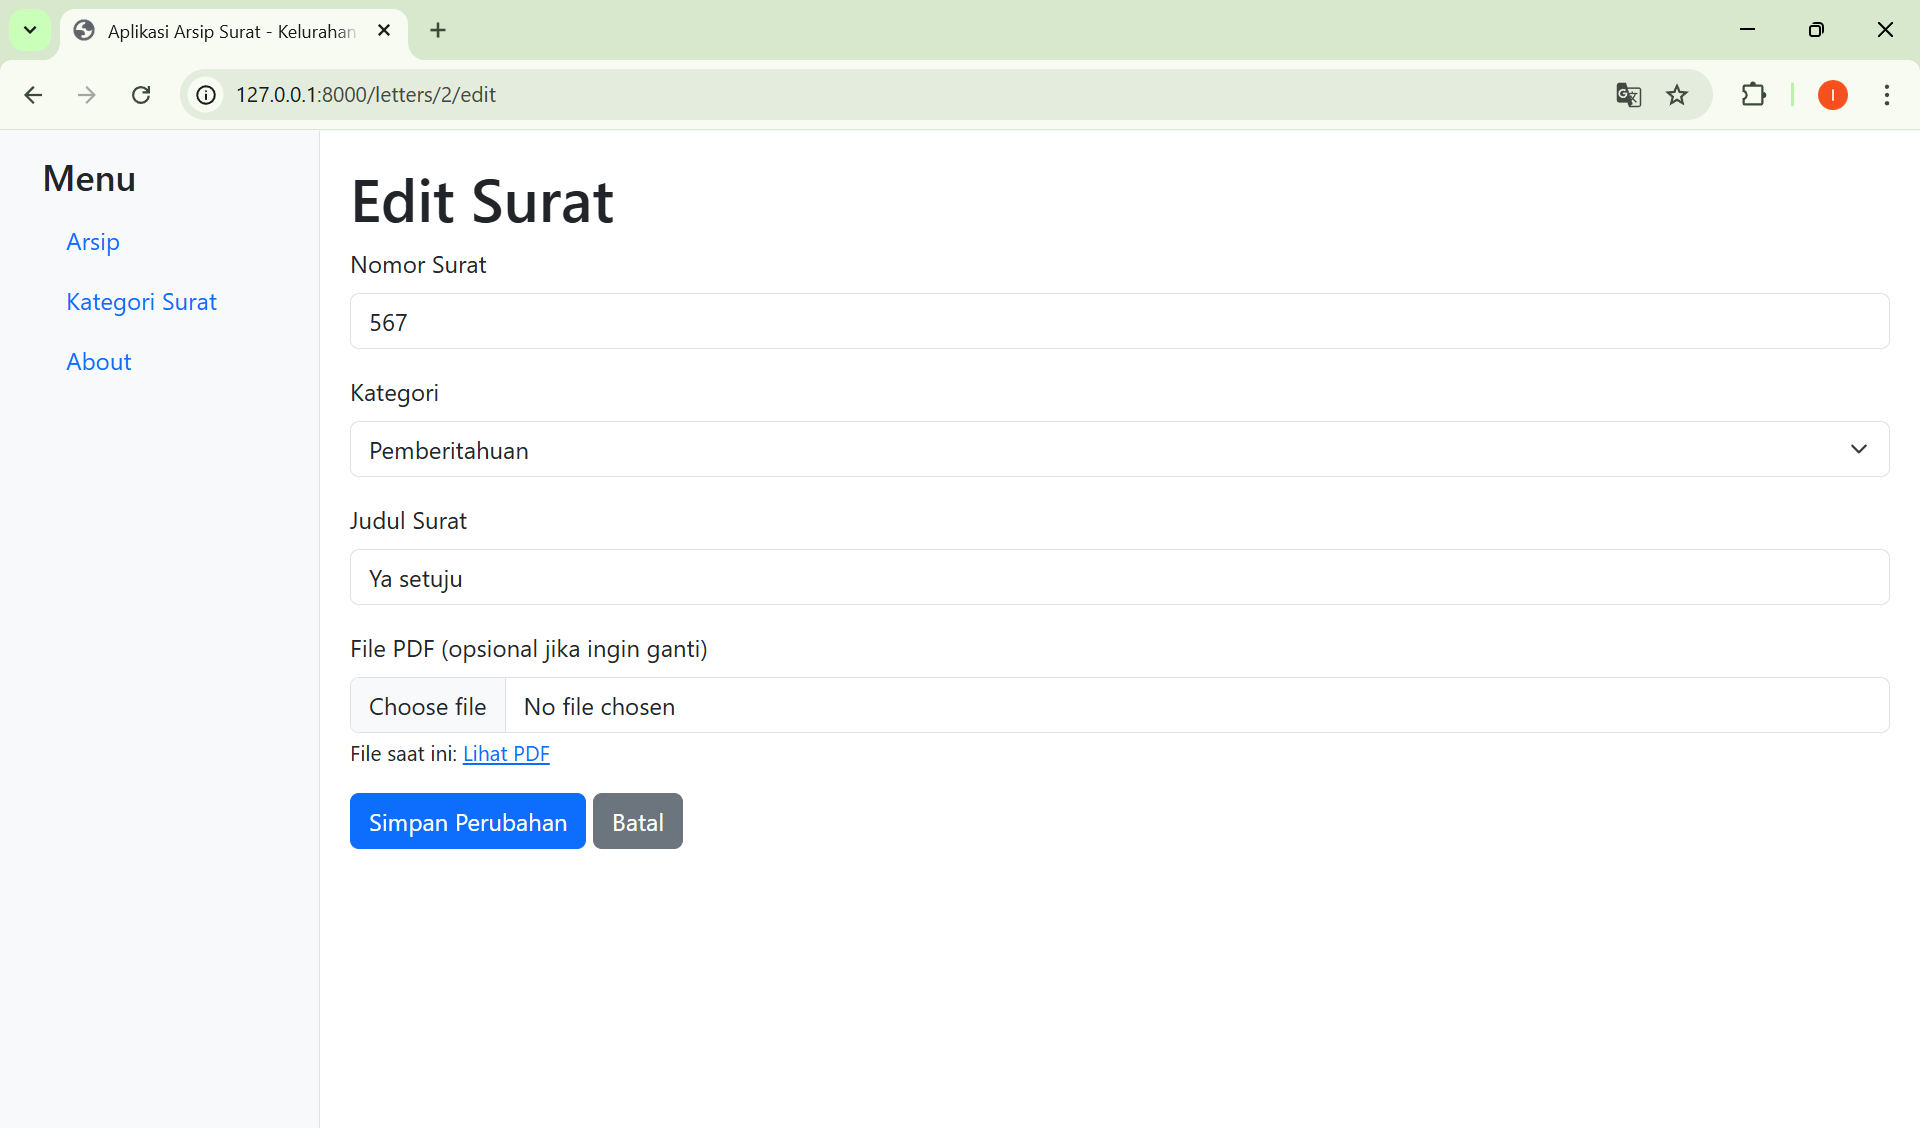 Aplikasi Arsip Surat - Kelurahan
127.0.0.1:8000/letters/2/edit
I
Menu
Arsip
Kategori Surat
About
Edit Surat
Nomor Surat
567
Kategori
Pemberitahuan
Judul Surat
Ya setuju
File PDF (opsional jika ingin ganti)
Choose file No file chosen
File saat ini: Lihat PDF
Simpan Perubahan Batal